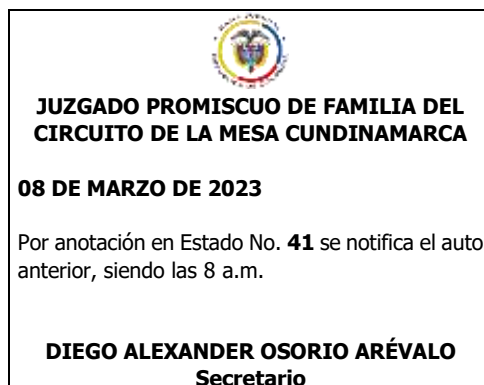 JUZGADO PROMISCUO DE FAMILIA DEL
CIRCUITO DE LA MESA CUNDINAMARCA
08 DE MARZO DE 2023
Por anotación en Estado No. 41 se notifica el auto
anterior, siendo las 8 a.m.
DIEGO ALEXANDER OSORIO ARÉVALO
Secretario